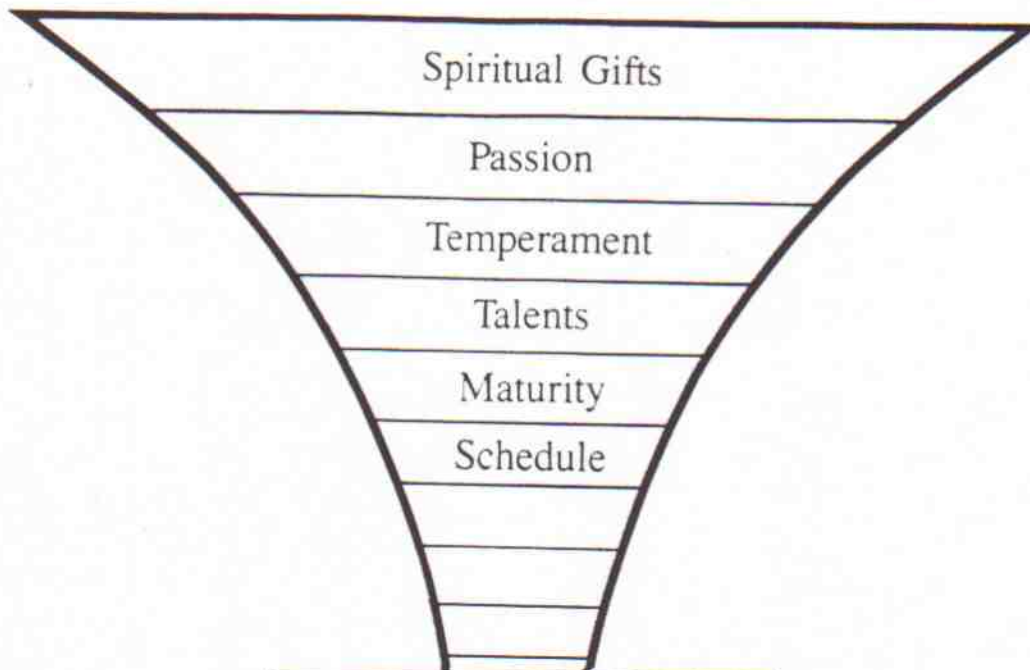 Spiritual Gifts
Passion
Temperament
Talents
Maturity
Schedule